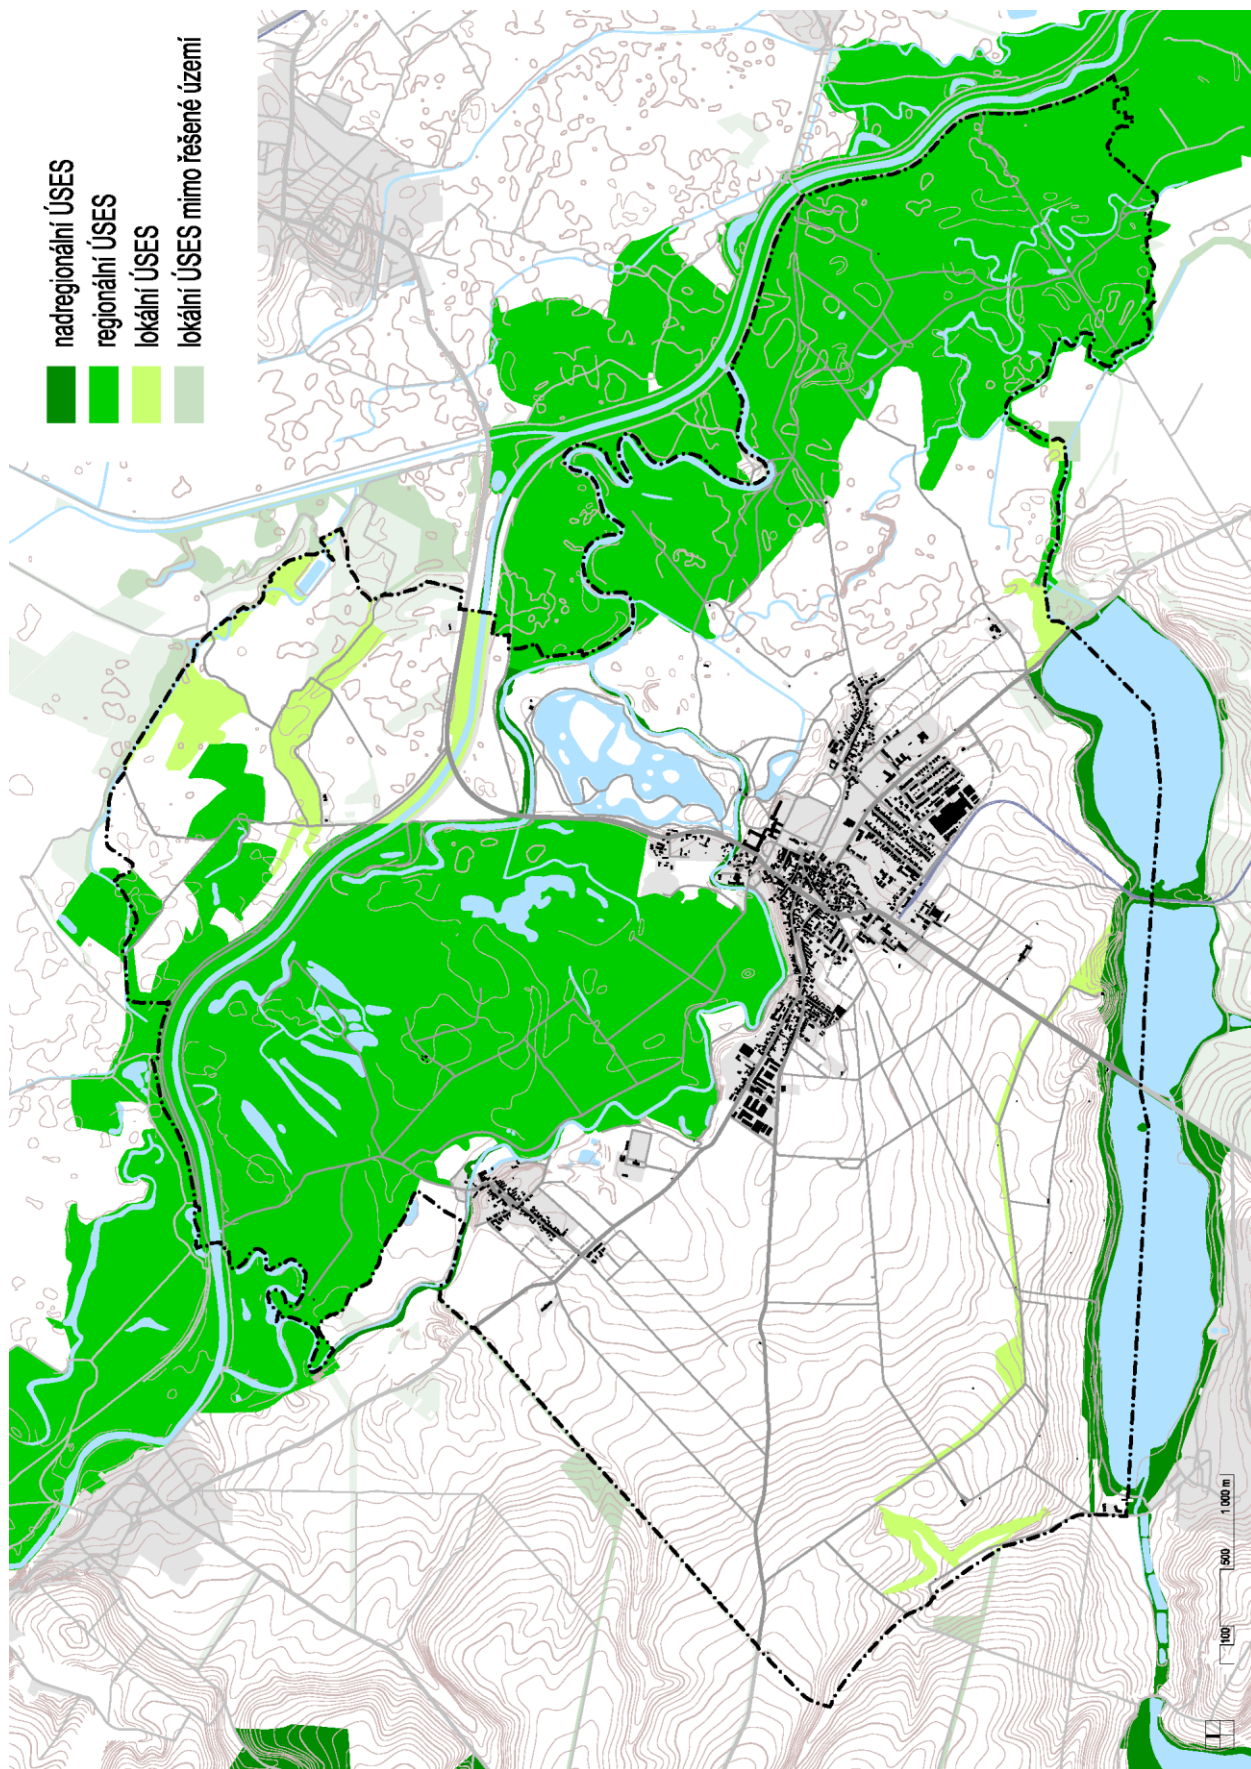 nadregionální ÚSES
regionální ÚSES
lokální ÚSES
lokální ÚSES mimo řešené území
100 500 1 000 m